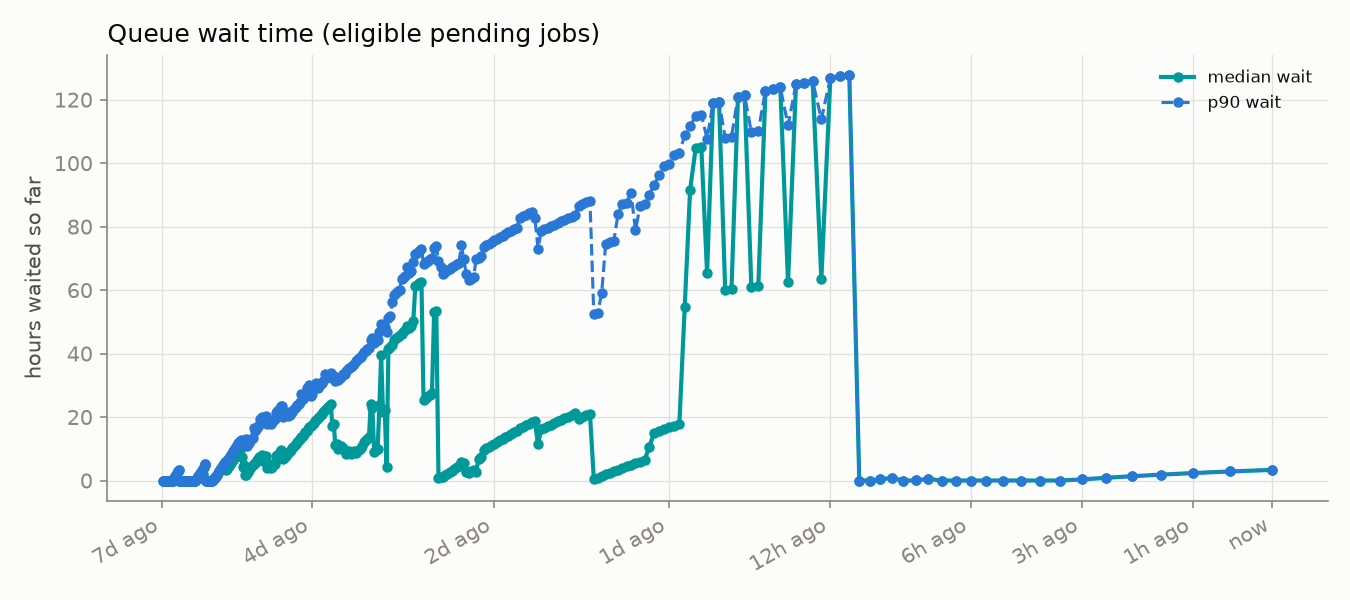 Queue wait time (eligible pending jobs)
median wait
p90 wait
hours waited so far
120
100
80
60
40
20
0
7d ago
4d ago
2d ago
1d ago
12h ago
6h ago
3h ago
1h ago
now